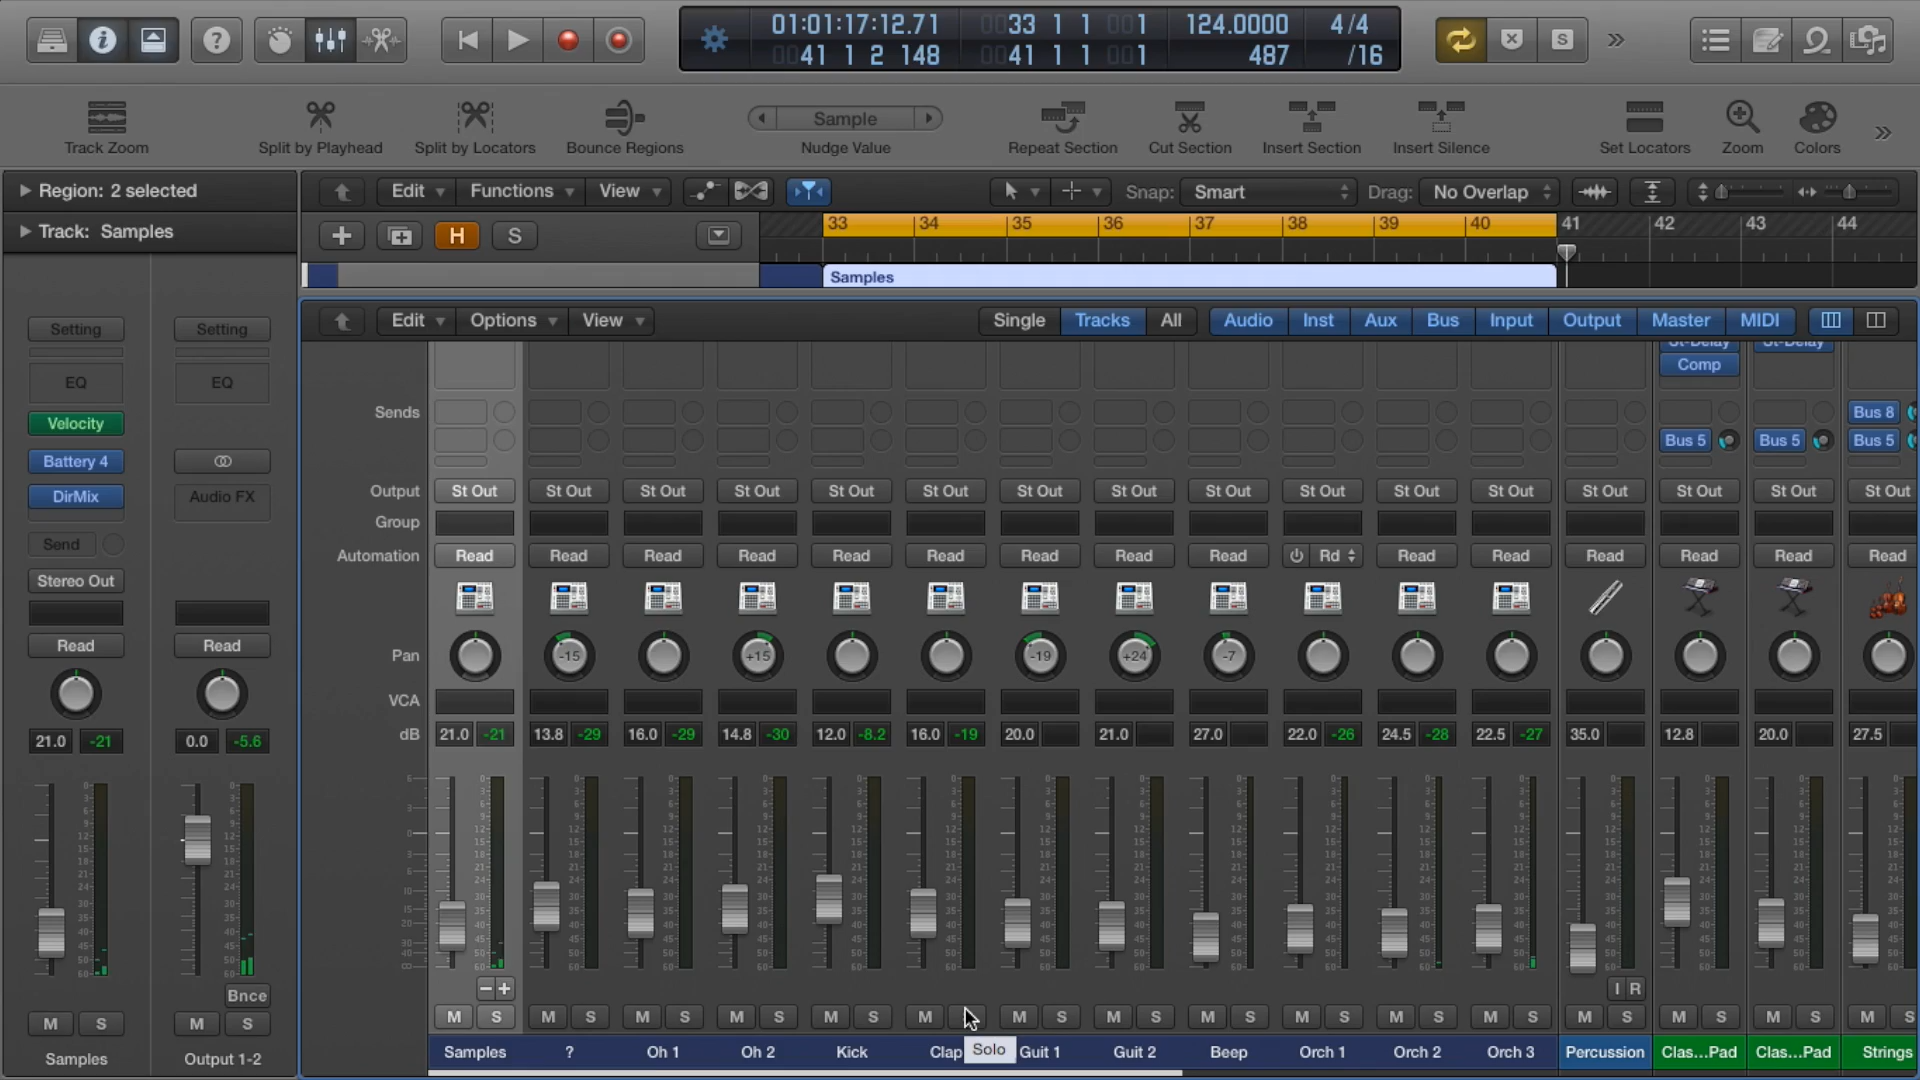 01:01:17:12.71 0033 1 1 001 124.0000 4/4
0041 1 2 148 0041 1 1 001 487 /16
S
Sample
Track Zoom Split by Playhead Split by Locators Bounce Regions Nudge Value Repeat Section Cut Section Insert Section Insert Silence Set Locators Zoom Colors
Region: 2 selected Edit Functions View Snap: Smart Drag: No Overlap
Track: Samples H S 33 34 35 36 37 38 39 40 41 42 43 44
Samples
Edit Options View Single Tracks All Audio Inst Aux Bus Input Output Master MIDI
Setting Setting
St-Delay St-Delay
Comp
EQ EQ
Sends Bus 8
Velocity
Bus 5 Bus 5 Bus 5
Battery 4
DirMix Audio FX
Output St Out St Out St Out St Out St Out St Out St Out St Out St Out St Out St Out St Out St Out St Out St Out St Out
Group
Send
Automation Read Read Read Read Read Read Read Read Read Rd Read Read Read Read Read Read
Stereo Out
Read Read
Pan -15 +15 -19 +24 -7
VCA
dB 21.0 -21 13.8 -29 16.0 -29 14.8 -30 12.0 -8.2 16.0 -19 20.0 21.0 27.0 22.0 -26 24.5 -28 22.5 -27 35.0 12.8 20.0 27.5
21.0 -21 0.0 -5.6
Bnce
I R
M S M S M S M S M S M S M S M S M S M S M S M S M S M S M S M S
M S M S
Samples ? Oh 1 Oh 2 Kick Clap Solo Guit 1 Guit 2 Beep Orch 1 Orch 2 Orch 3 Percussion Clas...Pad Clas...Pad Strings
Samples Output 1-2